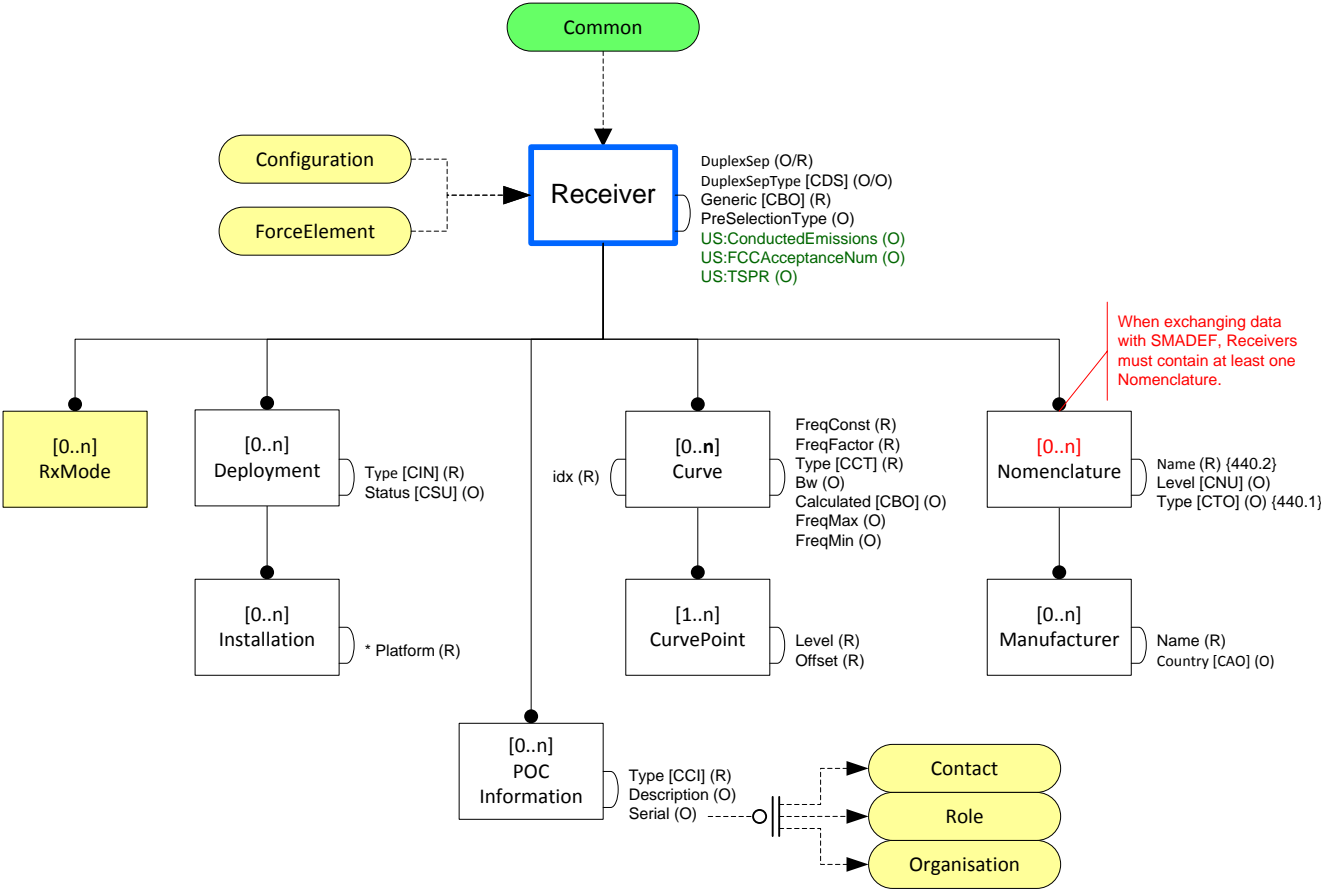 Common
Configuration
ForceElement
Receiver
DuplexSep (O/R)
DuplexSepType [CDS] (O/O)
Generic [CBO] (R)
PreSelectionType (O)
US:ConductedEmissions (O)
US:FCCAcceptanceNum (O)
US:TSPR (O)
When exchanging data
with SMADEF, Receivers
must contain at least one
Nomenclature.
[0..n]
RxMode
[0..n]
Deployment
Type [CIN] (R)
Status [CSU] (O)
idx (R)
[0..n]
Curve
FreqConst (R)
FreqFactor (R)
Type [CCT] (R)
Bw (O)
Calculated [CBO] (O)
FreqMax (O)
FreqMin (O)
[0..n]
Nomenclature
Name (R) {440.2}
Level [CNU] (O)
Type [CTO] (O) {440.1}
[0..n]
Installation
* Platform (R)
[1..n]
CurvePoint
Level (R)
Offset (R)
[0..n]
Manufacturer
Name (R)
Country [CAO] (O)
[0..n]
POC
Information
Type [CCI] (R)
Description (O)
Serial (O)
Contact
Role
Organisation